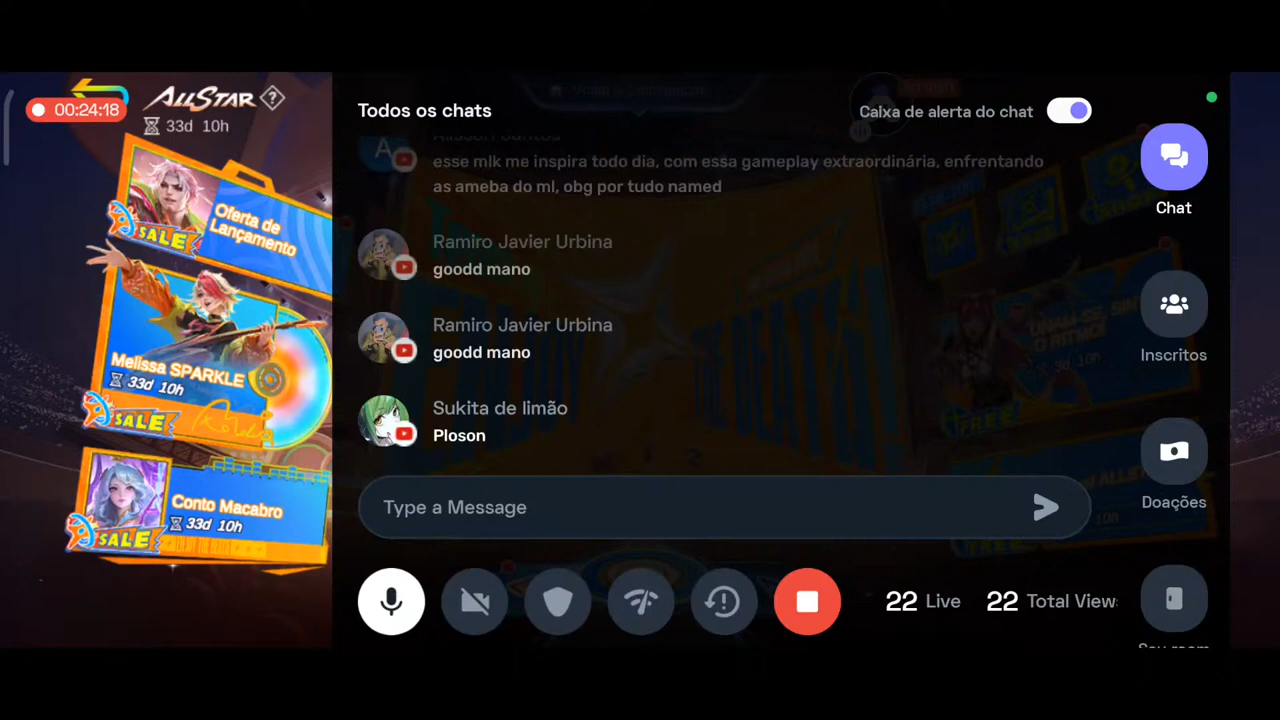 00:24:18
ALLSTAR ?
33d 10h
Oferta de
Lançamento
SALE
Melissa SPARKLE
33d 10h
SALE
Conto Macabro
33d 10h
SALE
Todos os chats
Caixa de alerta do chat
Alisson Santos
A
esse mlk me inspira todo dia, com essa gameplay extraordinária, enfrentando
as ameba do ml, obg por tudo named
Ramiro Javier Urbina
goodd mano
Ramiro Javier Urbina
goodd mano
Sukita de limão
Ploson
Type a Message
22 Live
22 Total View
Chat
Inscritos
Doações
FREE